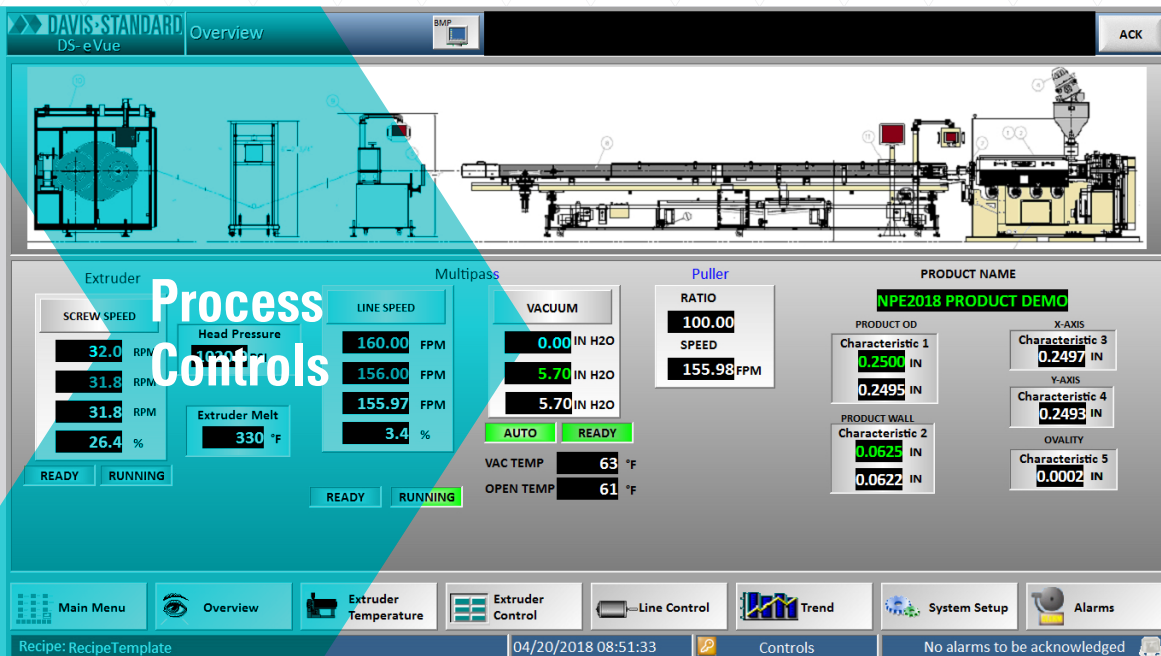 DAVIS-STANDARD
DS-eVue
Overview
BMP
ACK
Extruder
Multipass
Puller
PRODUCT NAME
Process
Controls
SCREW SPEED
32.0 RPM
31.8 RPM
31.8 RPM
26.4 %
READY RUNNING
Head Pressure
Extruder Melt
330 °F
LINE SPEED
160.00 FPM
156.00 FPM
155.97 FPM
3.4 %
READY RUNNING
VACUUM
0.00 IN H2O
5.70 IN H2O
5.70 IN H2O
AUTO READY
VAC TEMP 63 °F
OPEN TEMP 61 °F
RATIO
100.00
SPEED
155.98 FPM
NPE2018 PRODUCT DEMO
PRODUCT OD
Characteristic 1
0.2500 IN
0.2495 IN
PRODUCT WALL
Characteristic 2
0.0625 IN
0.0622 IN
X-AXIS
Characteristic 3
0.2497 IN
Y-AXIS
Characteristic 4
0.2493 IN
OVALITY
Characteristic 5
0.0002 IN
Main Menu
Overview
Extruder
Temperature
Extruder
Control
Line Control
Trend
System Setup
Alarms
Recipe: RecipeTemplate
04/20/2018 08:51:33
Controls
No alarms to be acknowledged